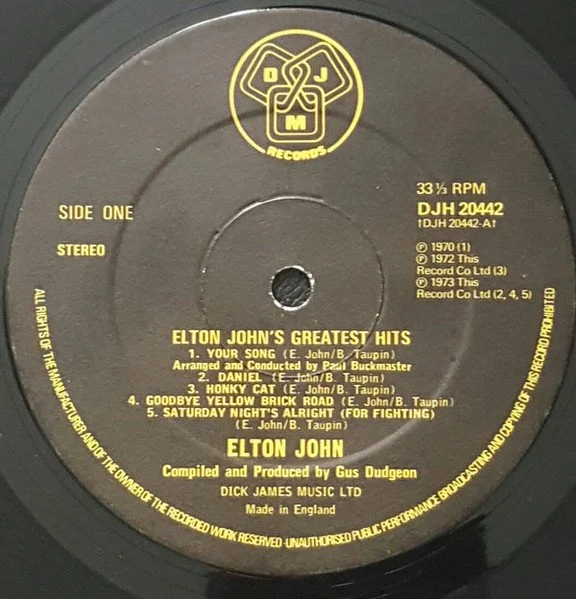 D J
M
RECORDS
SIDE ONE
STEREO
33 ⅓ RPM
DJH 20442
†DJH 20442-A†
℗ 1970 (1)
℗ 1972 This
Record Co Ltd (3)
℗ 1973 This
Record Co Ltd (2, 4, 5)
ELTON JOHN'S GREATEST HITS
1. YOUR SONG (E. John/B. Taupin)
Arranged and Conducted by Paul Buckmaster
2. DANIEL (E. John/B. Taupin)
3. HONKY CAT (E. John/B. Taupin)
4. GOODBYE YELLOW BRICK ROAD (E. John/B. Taupin)
5. SATURDAY NIGHT'S ALRIGHT (FOR FIGHTING)
(E. John/B. Taupin)
ELTON JOHN
Compiled and Produced by Gus Dudgeon
DICK JAMES MUSIC LTD
Made in England
ALL RIGHTS OF THE MANUFACTURER AND OF THE OWNER OF THE RECORDED WORK RESERVED·UNAUTHORISED PUBLIC PERFORMANCE BROADCASTING AND COPYING OF THIS RECORD PROHIBITED